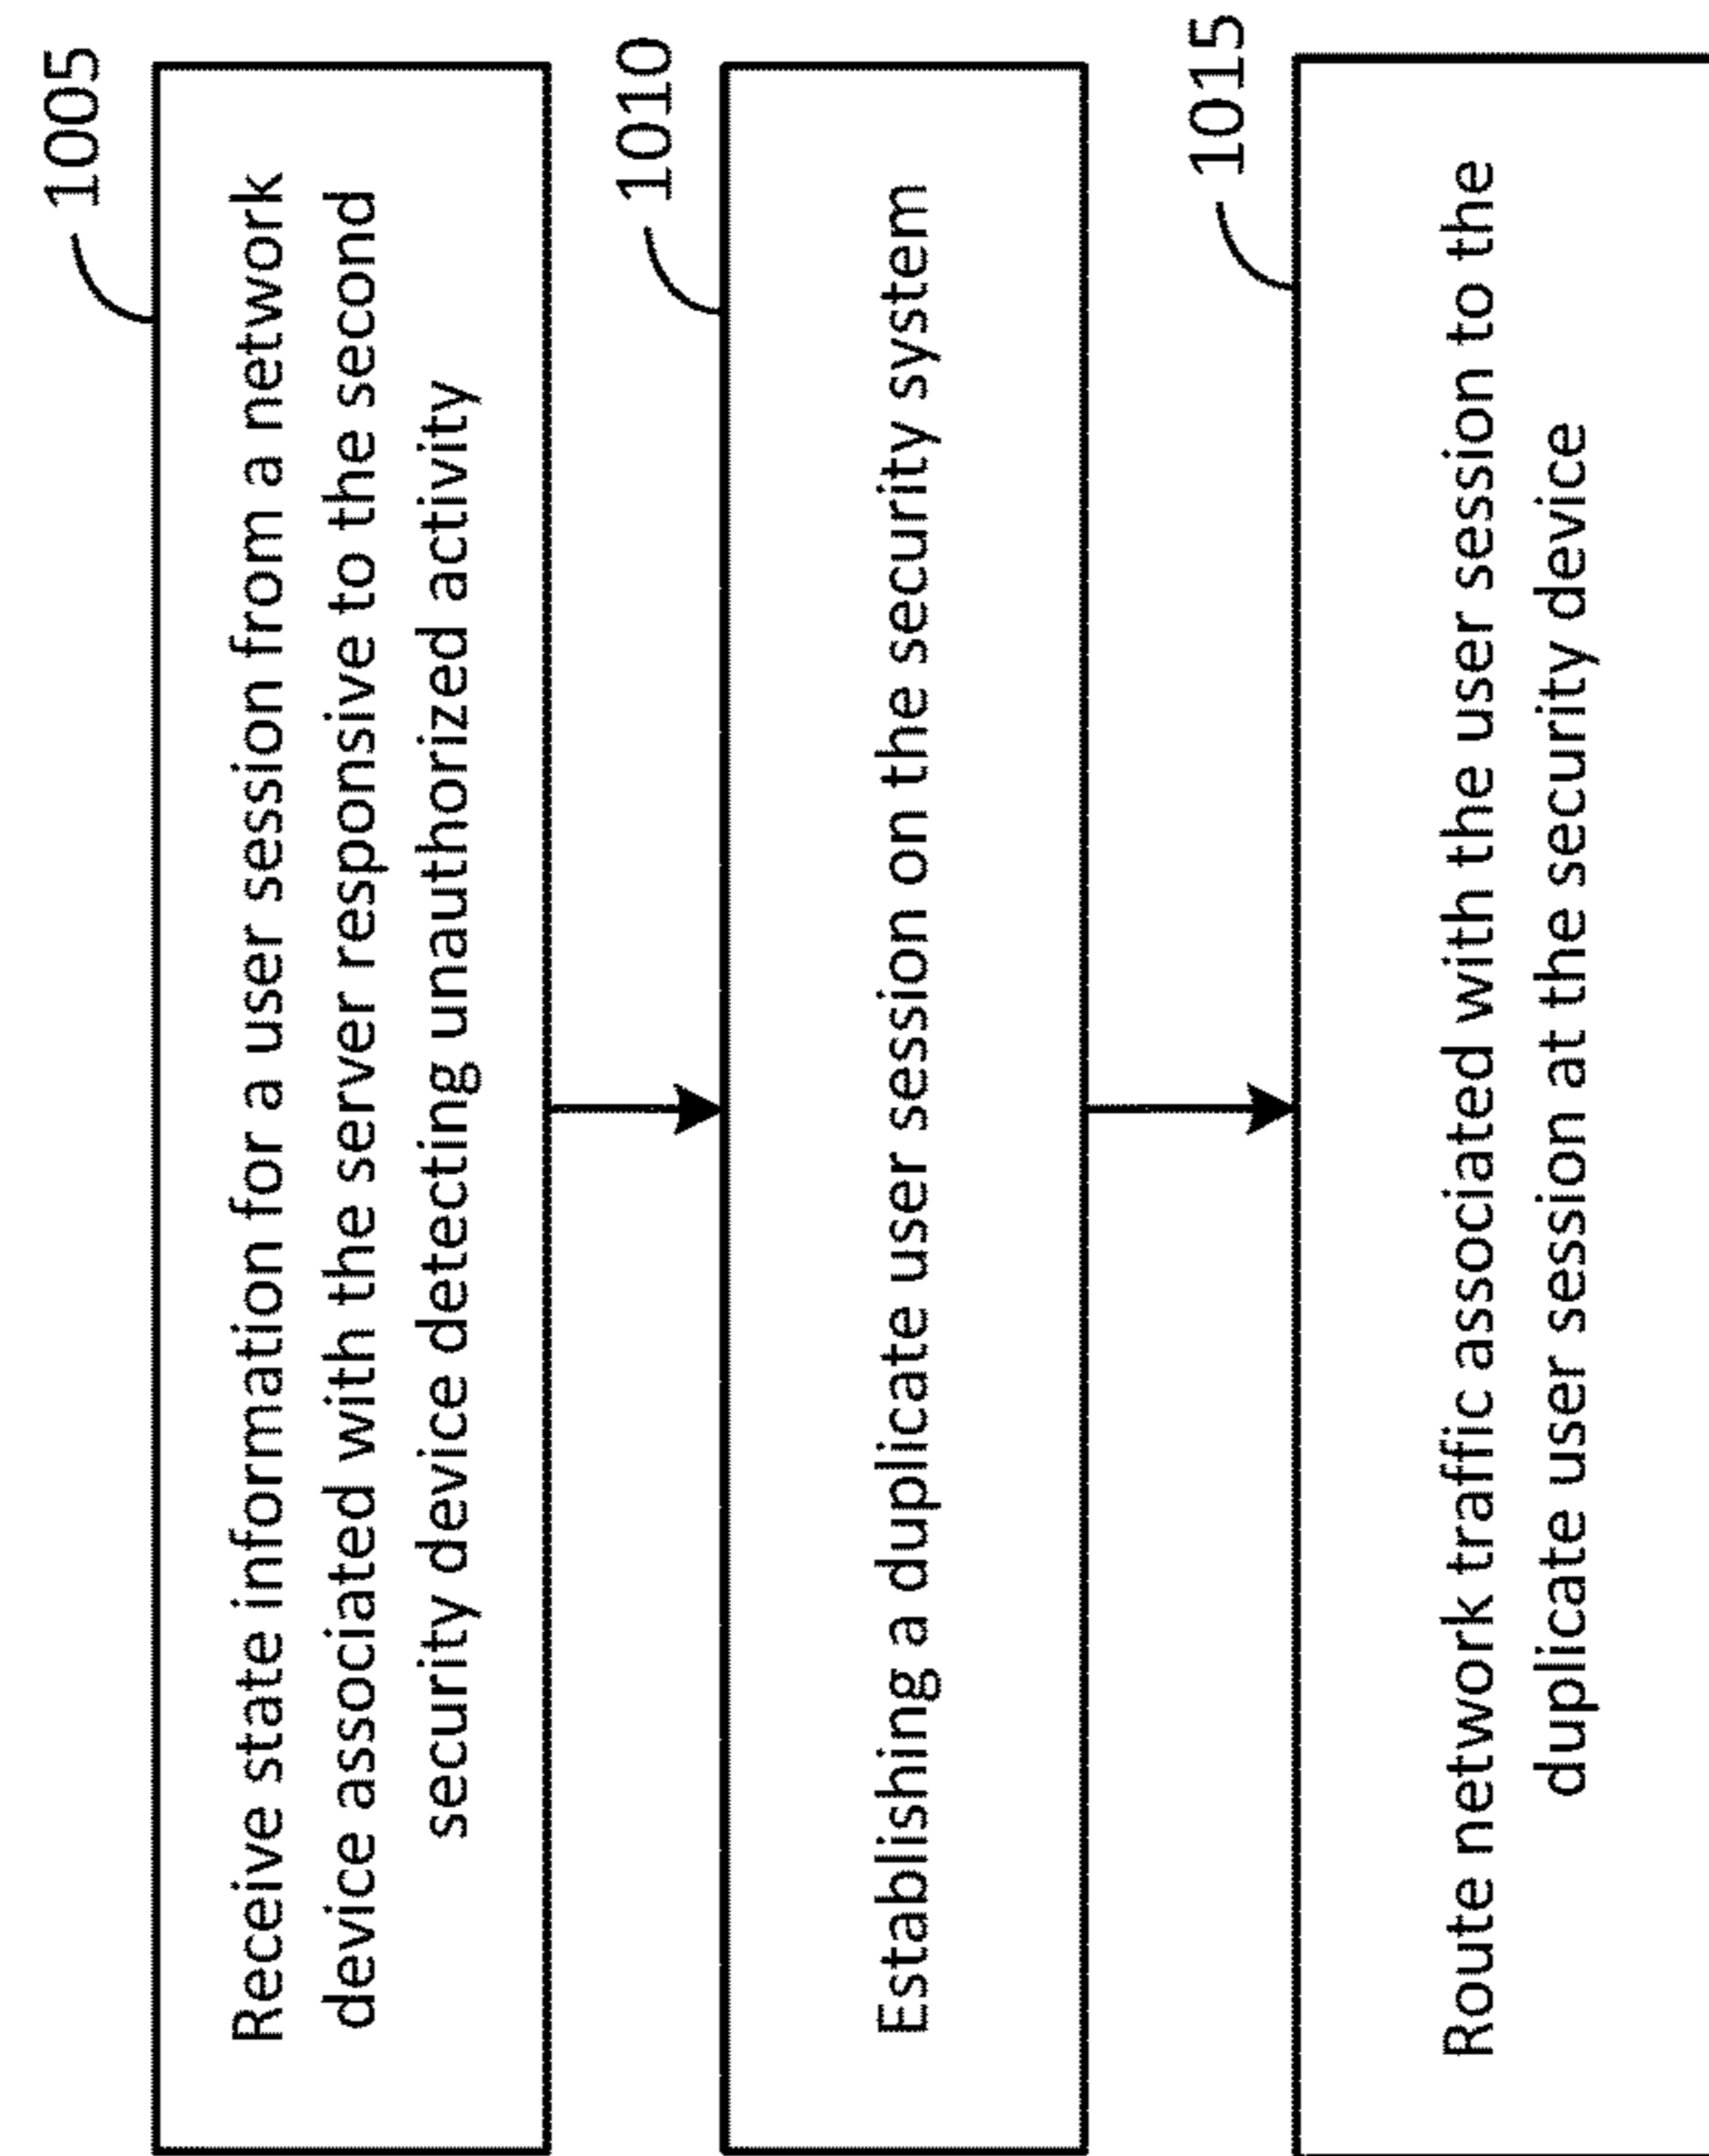 1005
Receive state information for a user session from a network
device associated with the server responsive to the second
security device detecting unauthorized activity
1010
Establishing a duplicate user session on the security system
1015
Route network traffic associated with the user session to the
duplicate user session at the security device